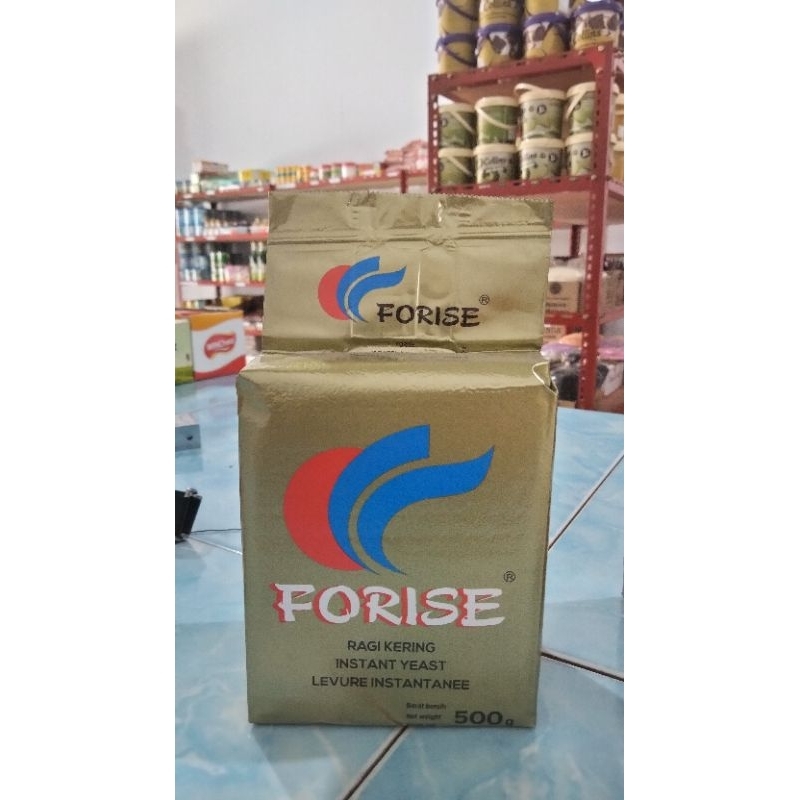 FORISE®
FORISE®
RAGI KERING
INSTANT YEAST
LEVURE INSTANTANEE
Berat bersih
Net weight
500g